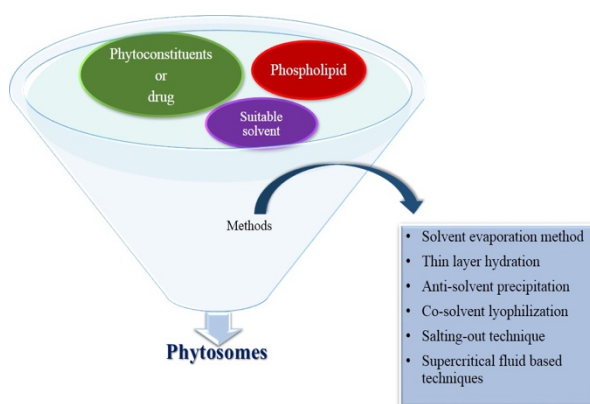 Phytoconstituents
or
drug
Phospholipid
Suitable
solvent
Methods
• Solvent evaporation method
• Thin layer hydration
• Anti-solvent precipitation
• Co-solvent lyophilization
• Salting-out technique
• Supercritical fluid based
techniques
Phytosomes